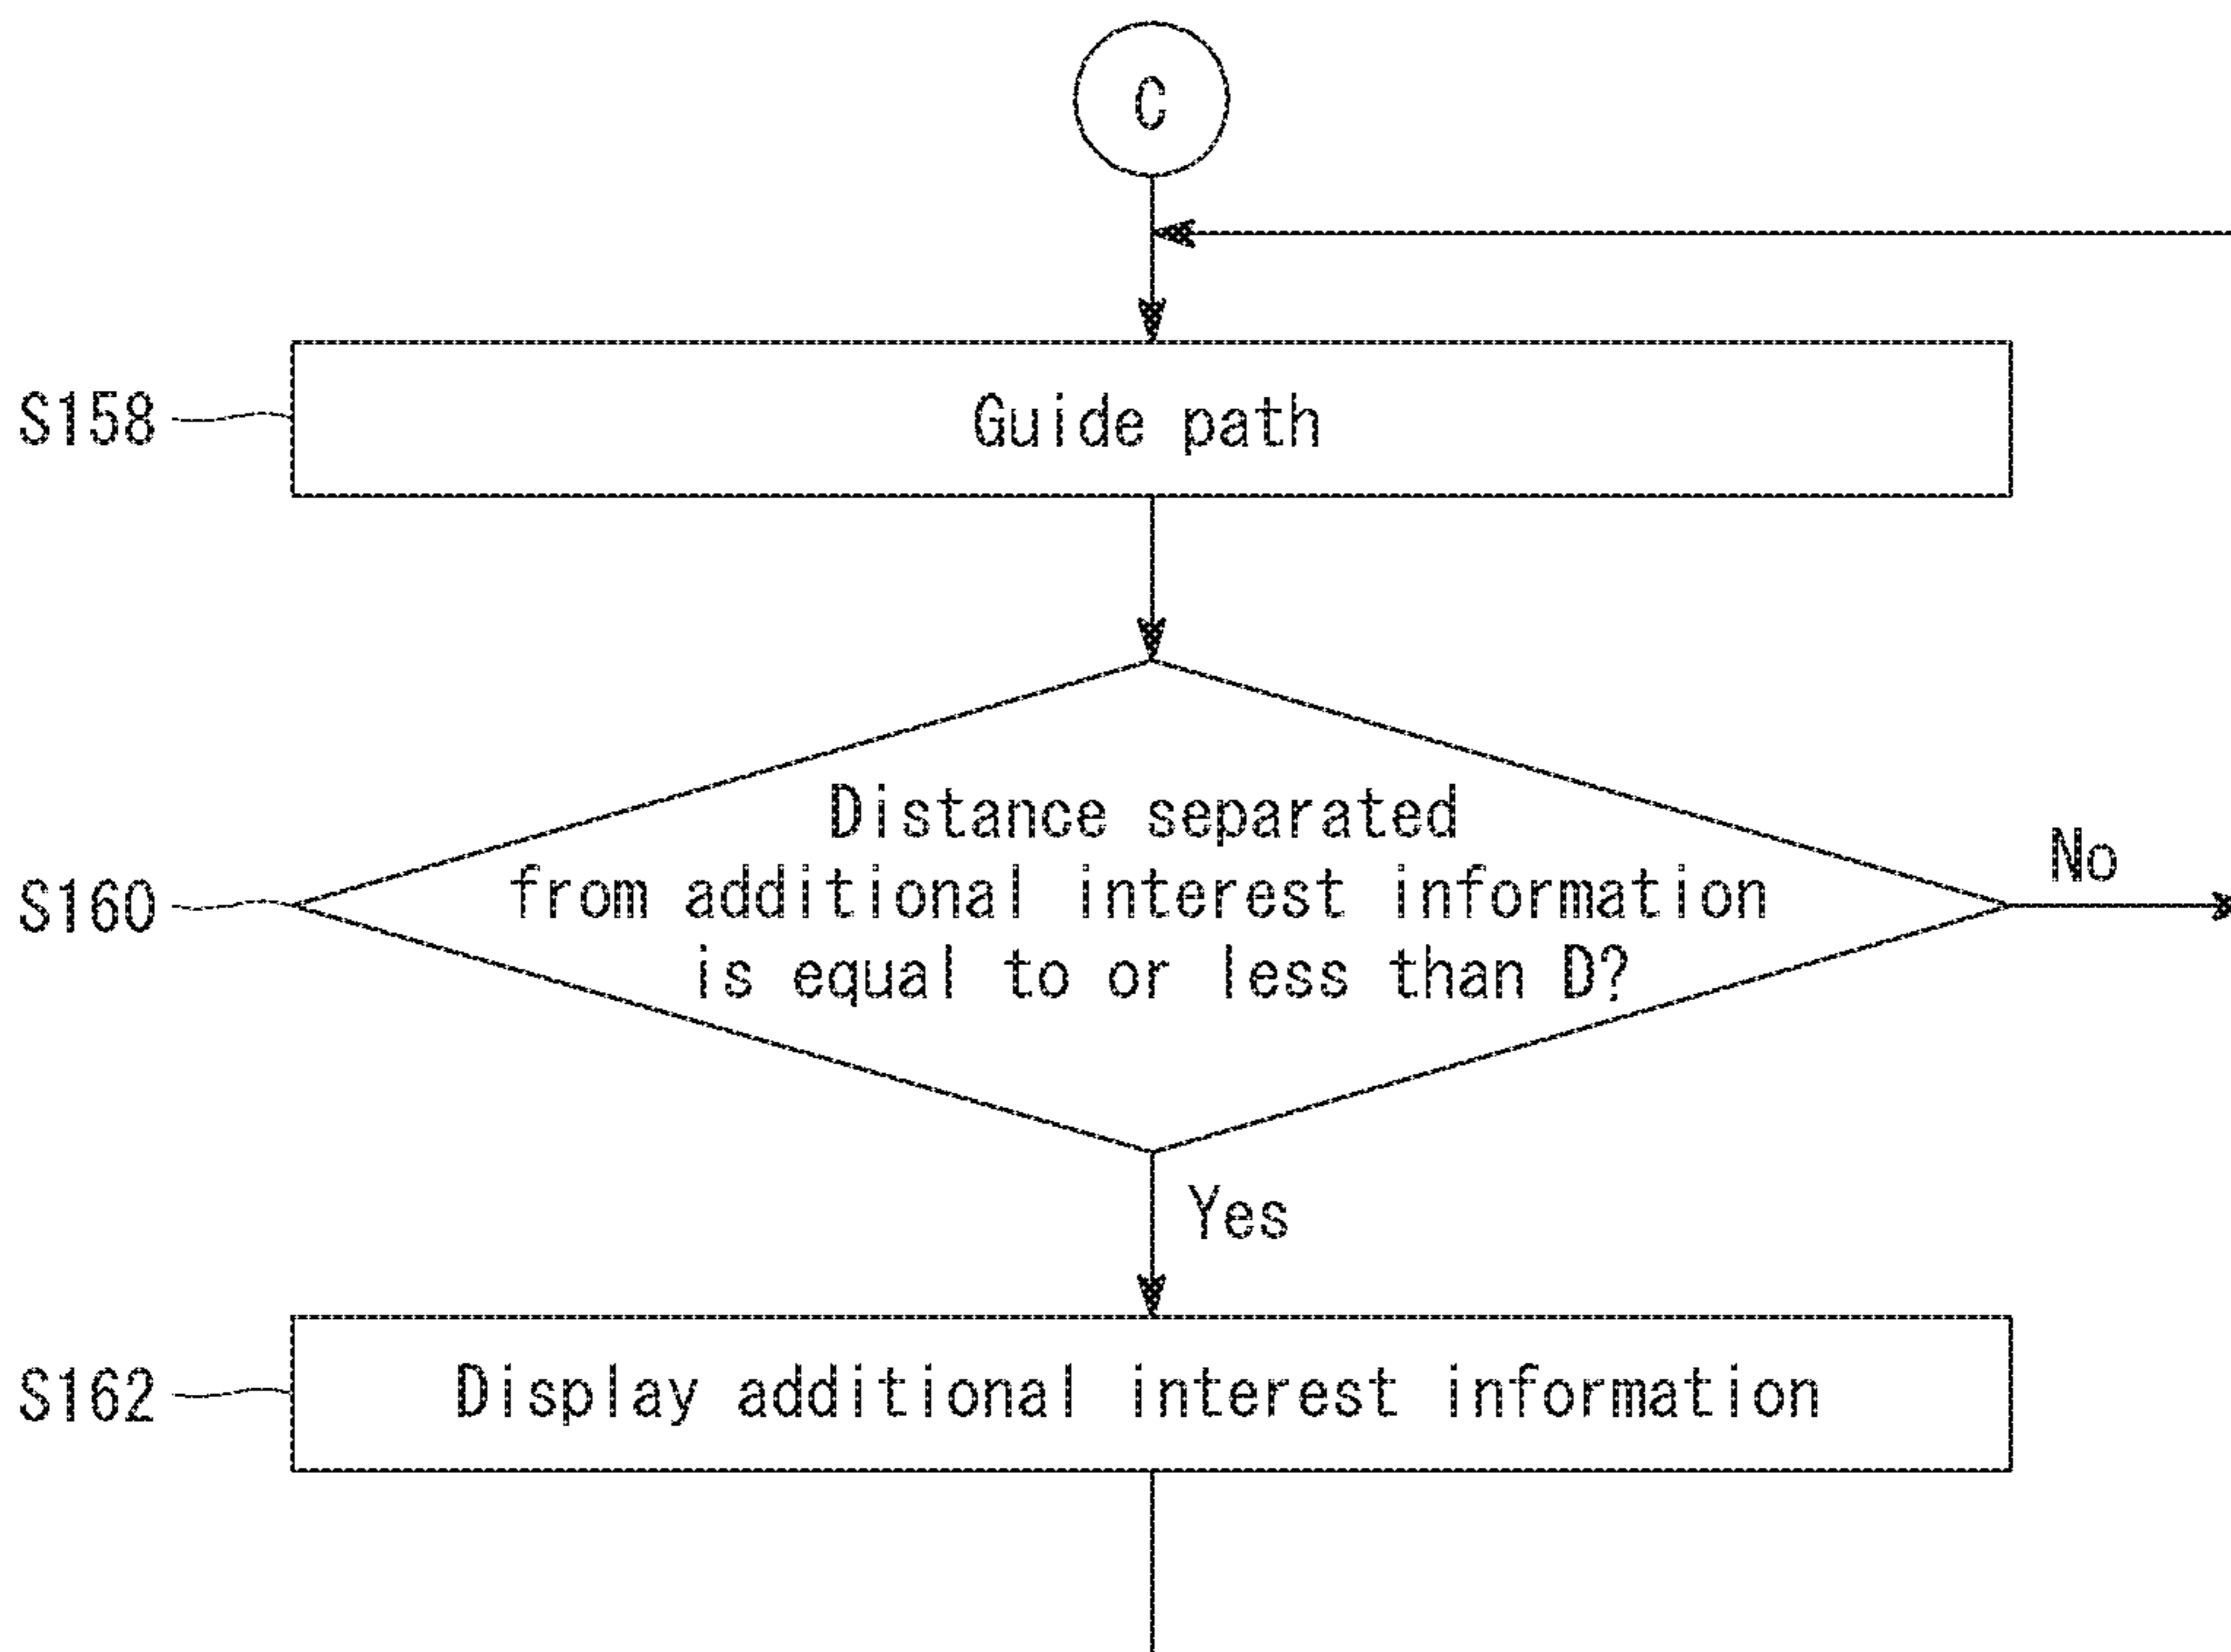 C
S158
Guide path
S160
Distance separated
from additional interest information
is equal to or less than D?
No
Yes
S162
Display additional interest information